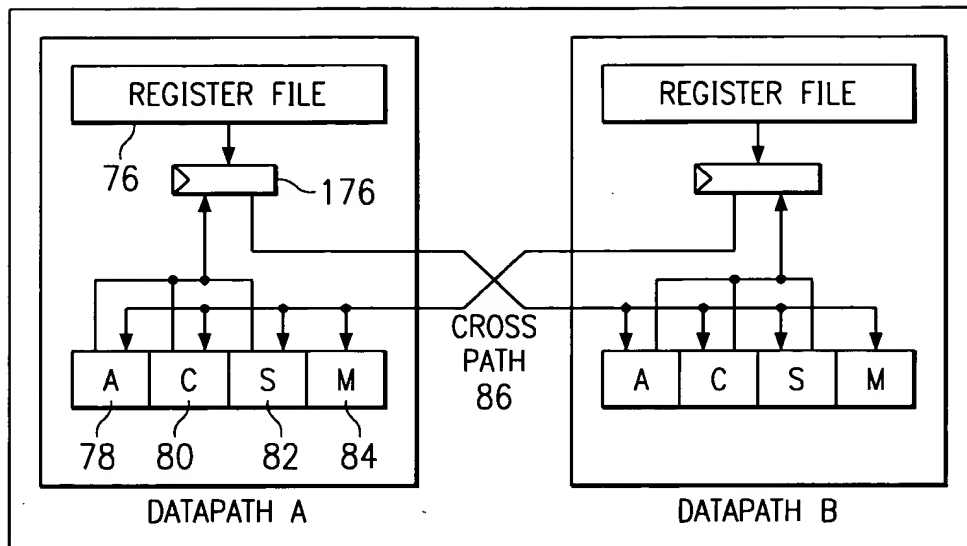 REGISTER FILE
76
176
A C S M
78 80 82 84
DATAPATH A
CROSS
PATH
86
REGISTER FILE
A C S M
DATAPATH B